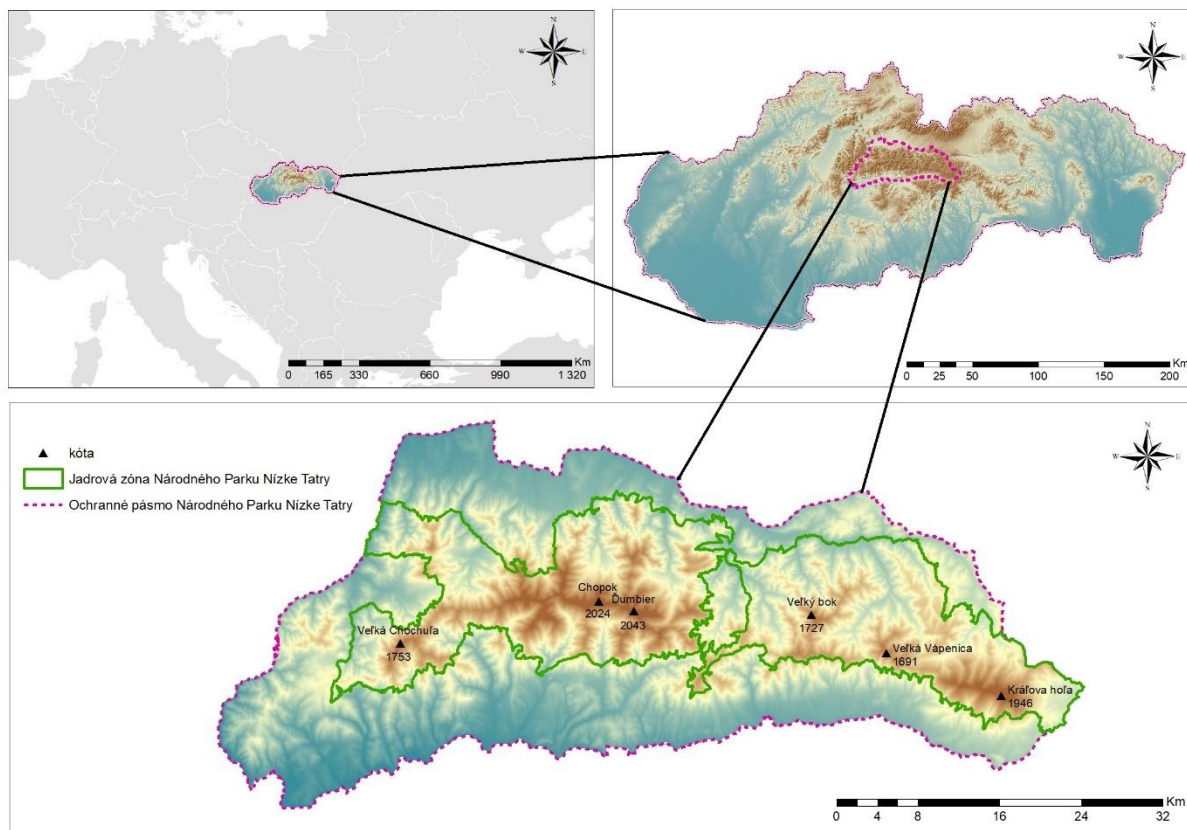 N
W E
S
Km
0 165 330 660 990 1 320
N
W E
S
Km
0 25 50 100 150 200
kóta
Jadrová zóna Národného Parku Nízke Tatry
Ochranné pásmo Národného Parku Nízke Tatry
N
W E
S
Chopok
2024
Ďumbier
2043
Veľký bok
1727
Veľká Chochuľa
1753
Veľká Vápenica
1691
Kráľova hoľa
1946
Km
0 4 8 16 24 32